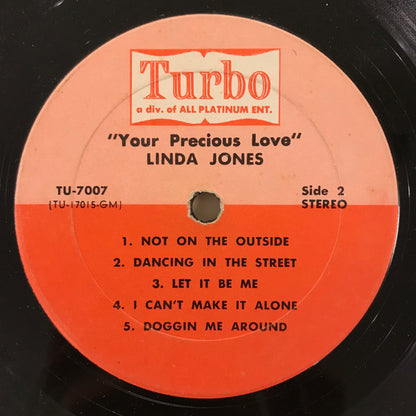 Turbo
a div. of ALL PLATINUM ENT.
"Your Precious Love"
LINDA JONES
TU-7007 Side 2
[TU-17015-GM] STEREO
1. NOT ON THE OUTSIDE
2. DANCING IN THE STREET
3. LET IT BE ME
4. I CAN'T MAKE IT ALONE
5. DOGGIN ME AROUND